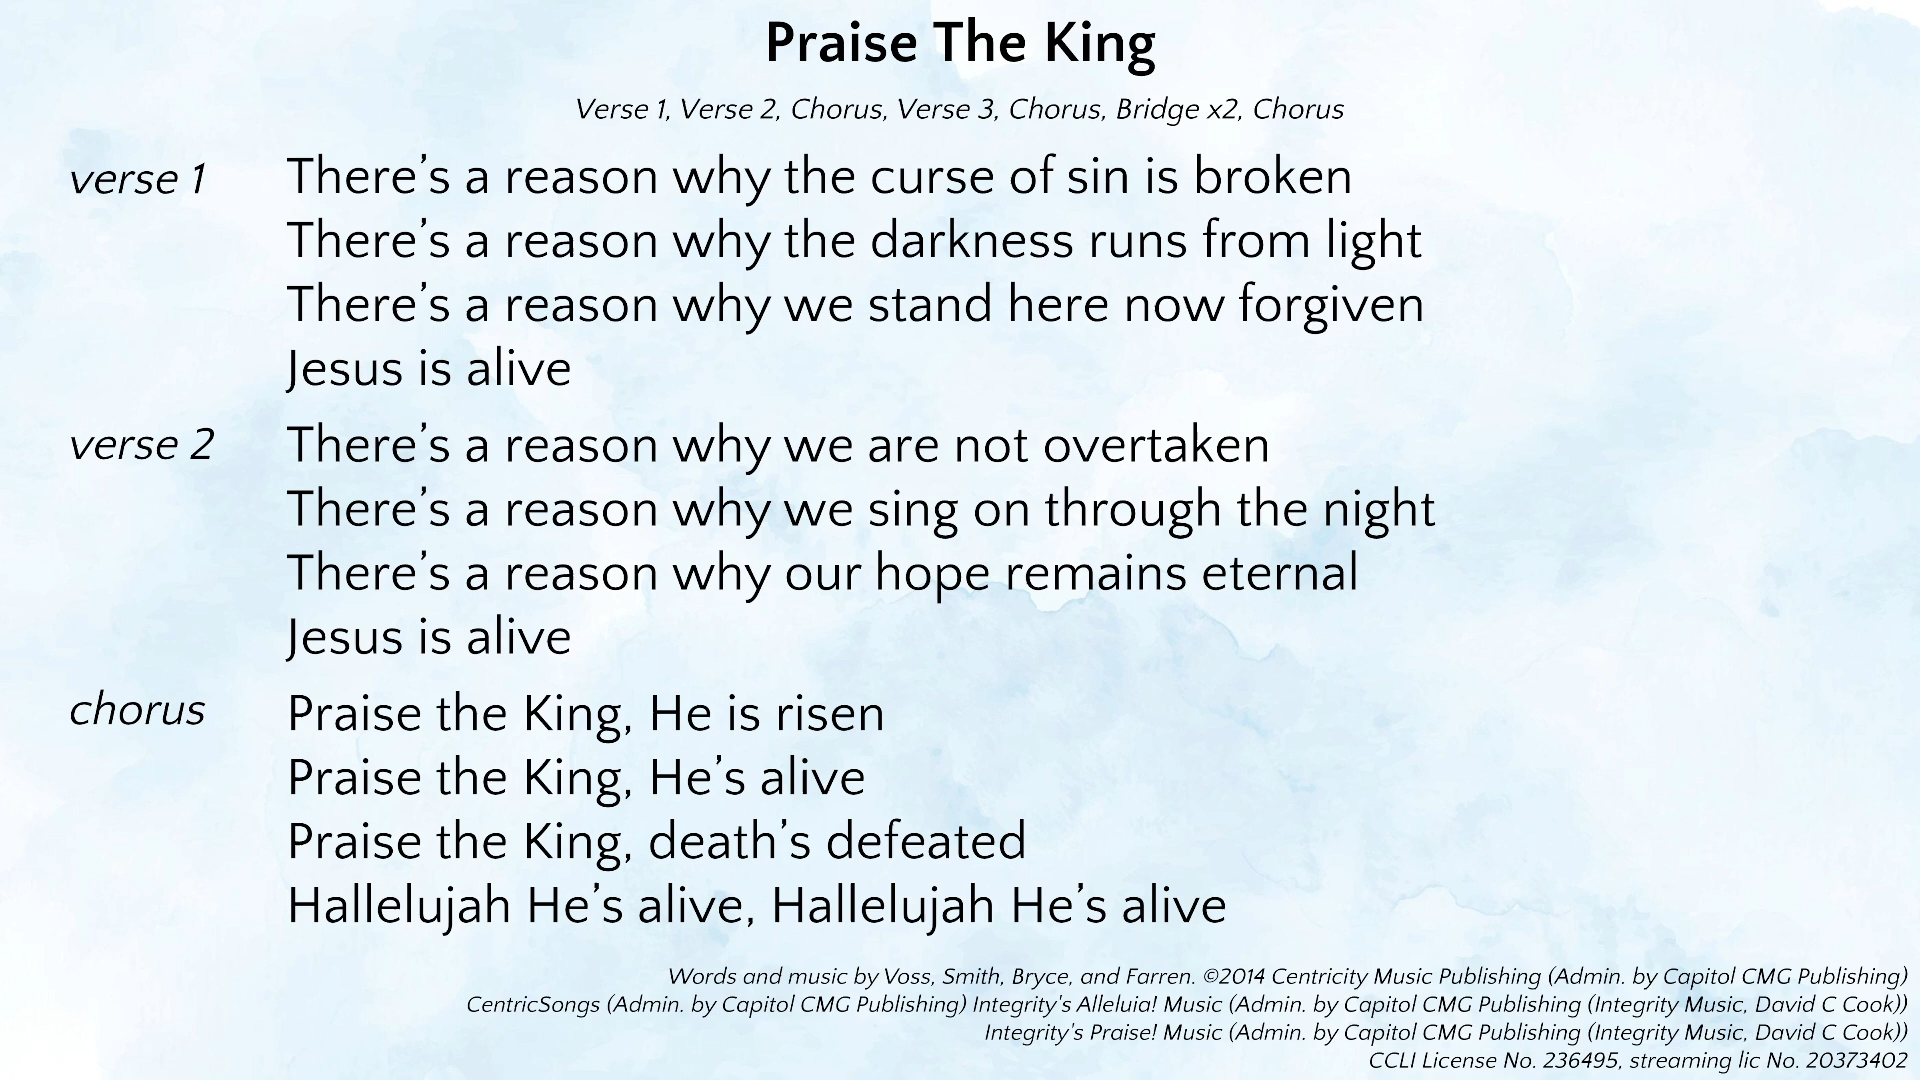 Praise The King
Verse 1, Verse 2, Chorus, Verse 3, Chorus, Bridge x2, Chorus
verse 1 There’s a reason why the curse of sin is broken
There’s a reason why the darkness runs from light
There’s a reason why we stand here now forgiven
Jesus is alive
verse 2 There’s a reason why we are not overtaken
There’s a reason why we sing on through the night
There’s a reason why our hope remains eternal
Jesus is alive
chorus Praise the King, He is risen
Praise the King, He’s alive
Praise the King, death’s defeated
Hallelujah He’s alive, Hallelujah He’s alive
Words and music by Voss, Smith, Bryce, and Farren. ©2014 Centricity Music Publishing (Admin. by Capitol CMG Publishing)
CentricSongs (Admin. by Capitol CMG Publishing) Integrity's Alleluia! Music (Admin. by Capitol CMG Publishing (Integrity Music, David C Cook))
Integrity's Praise! Music (Admin. by Capitol CMG Publishing (Integrity Music, David C Cook))
CCLI License No. 236495, streaming lic No. 20373402